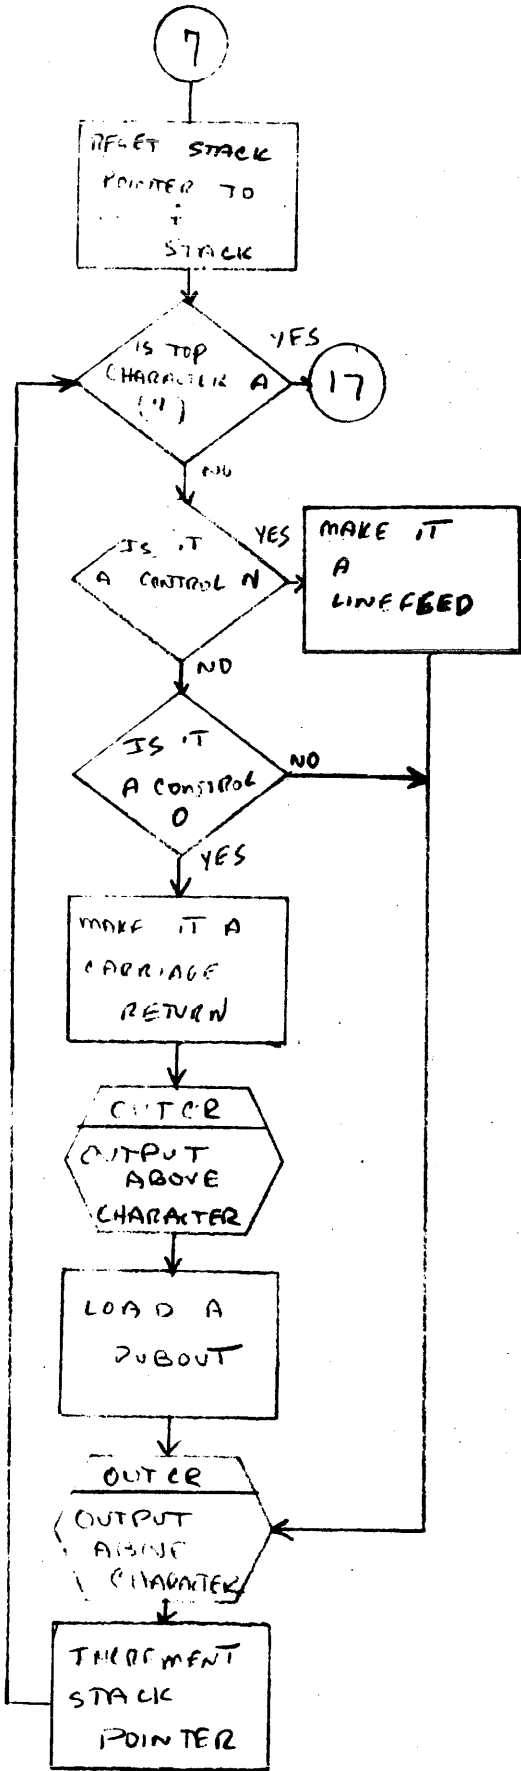 7
RESET STACK
POINTER TO
STACK
YES
IS TOP
CHARACTER A
17
NO
IS IT
A CONTROL N
YES
MAKE IT
A
LINEFEED
NO
IS IT
A CONTROL
O
NO
YES
MAKE IT A
CARRIAGE
RETURN
OUTCR
OUTPUT
ABOVE
CHARACTER
LOAD A
RUBOUT
OUTCR
OUTPUT
ABOVE
CHARACTER
INCREMENT
STACK
POINTER